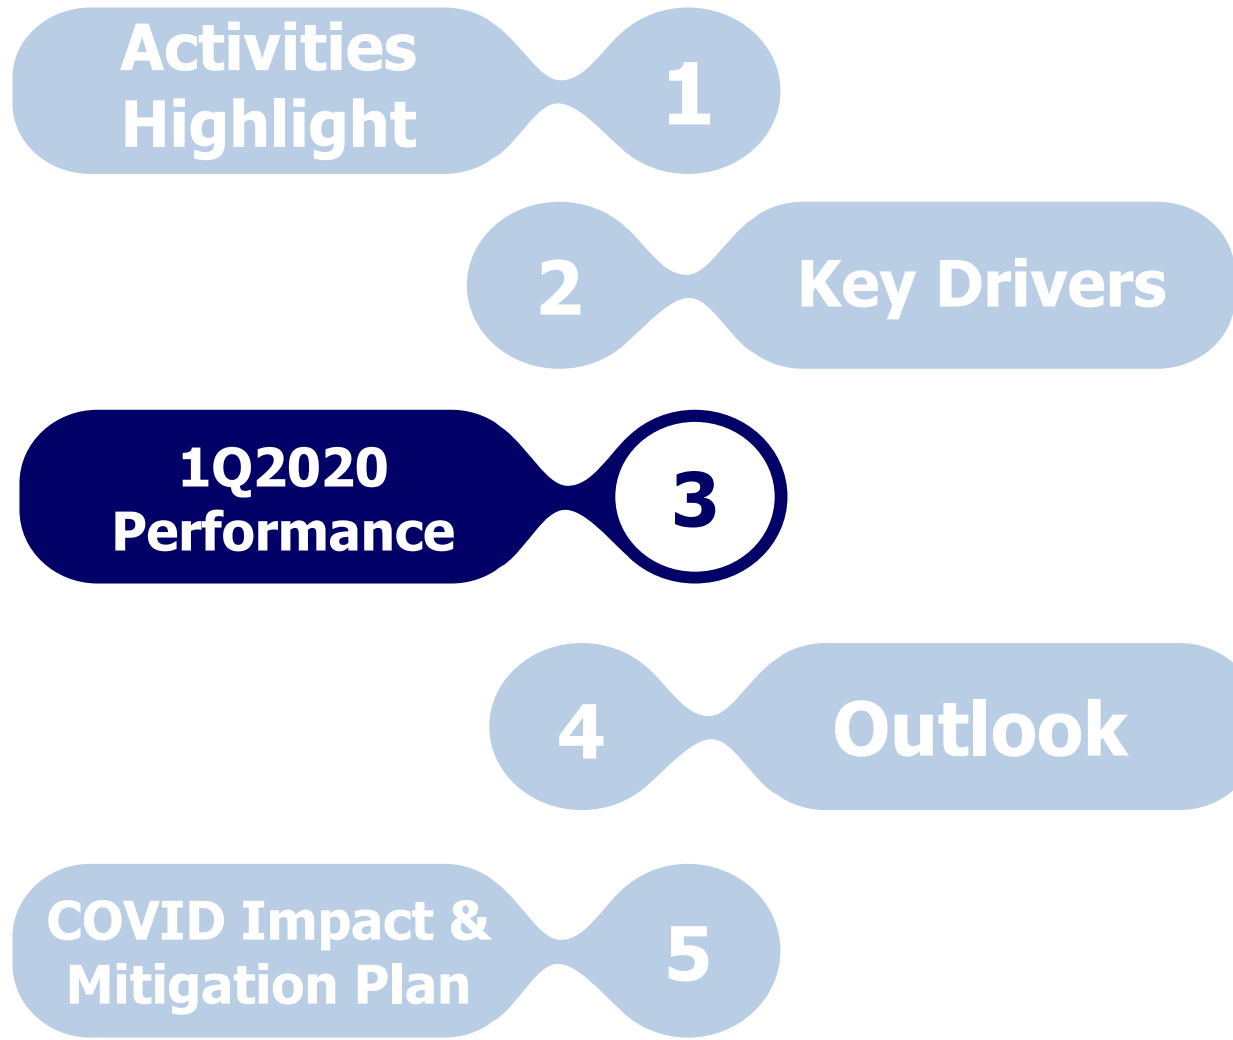 Activities
Highlight
1
2
Key Drivers
1Q2020
Performance
3
4
Outlook
COVID Impact &
Mitigation Plan
5